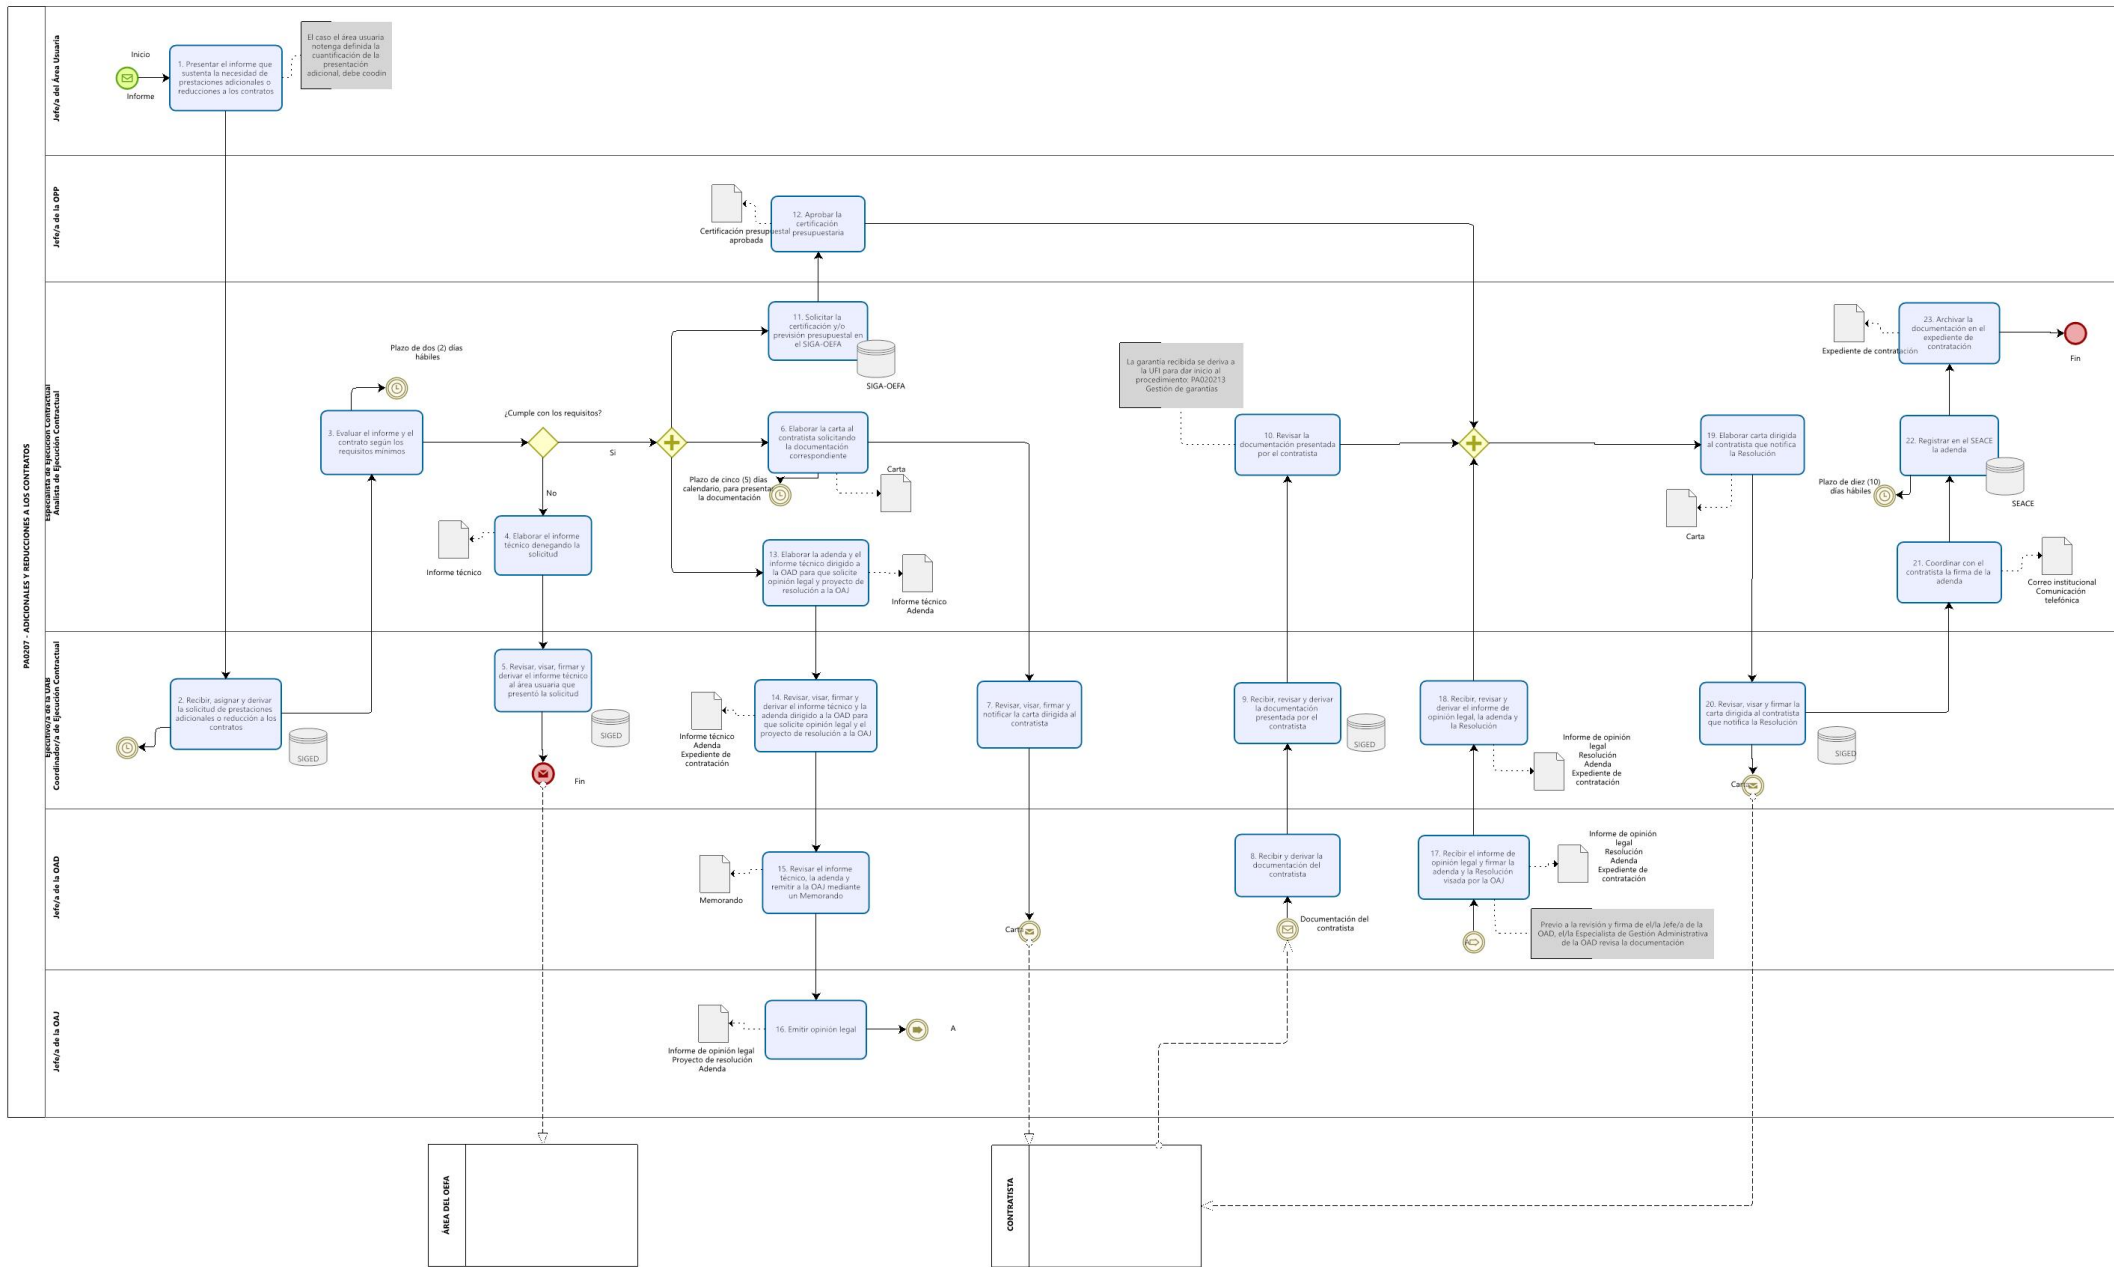 PA0207 - ADICIONALES Y REDUCCIONES A LOS CONTRATOS
Jefe/a del Área Usuaria
Inicio
Informe
1. Presentar el informe que
sustenta la necesidad de
prestaciones adicionales o
reducciones a los contratos
El caso el área usuaria
notenga definida la
cuantificación de la
presentación
adicional, debe coodin
Jefe/a de la OPP
Certificación presupuestal
aprobada
12. Aprobar la
certificación
presupuestaria
Especialista de Ejecución Contractual
Analista de Ejecución Contractual
Plazo de dos (2) días
hábiles
3. Evaluar el informe y el
contrato según los
requisitos mínimos
¿Cumple con los requisitos?
Si
No
Informe técnico
4. Elaborar el informe
técnico denegando la
solicitud
11. Solicitar la
certificación y/o
previsión presupuestal en
el SIGA-OEFA
SIGA-OEFA
6. Elaborar la carta al
contratista solicitando
la documentación
correspondiente
Plazo de cinco (5) días
calendario, para presentar
la documentación
Carta
13. Elaborar la adenda y el
informe técnico dirigido a
la OAD para que solicite
opinión legal y proyecto de
resolución a la OAJ
Informe técnico
Adenda
La garantía recibida se deriva a
la UFI para dar inicio al
procedimiento: PA020213
Gestión de garantías
10. Revisar la
documentación presentada
por el contratista
19. Elaborar carta dirigida
al contratista que notifica
la Resolución
Carta
Expediente de contratación
23. Archivar la
documentación en el
expediente de
contratación
Fin
22. Registrar en el SEACE
la adenda
SEACE
Plazo de diez (10)
días hábiles
21. Coordinar con el
contratista la firma de la
adenda
Correo institucional
Comunicación
telefónica
Ejecutivo/a de la UAB
Coordinador/a de Ejecución Contractual
2. Recibir, asignar y derivar
la solicitud de prestaciones
adicionales o reducción a los
contratos
SIGED
5. Revisar, visar, firmar y
derivar el informe técnico
al área usuaria que
presentó la solicitud
SIGED
Fin
Informe técnico
Adenda
Expediente de
contratación
14. Revisar, visar, firmar y
derivar el informe técnico y la
adenda dirigido a la OAD para
que solicite opinión legal y el
proyecto de resolución a la OAJ
7. Revisar, visar, firmar y
notificar la carta dirigida al
contratista
9. Recibir, revisar y derivar
la documentación
presentada por el
contratista
SIGED
18. Recibir, revisar y
derivar el informe de
opinión legal, la adenda y
la Resolución
Informe de opinión
legal
Resolución
Adenda
Expediente de
contratación
20. Revisar, visar y firmar la
carta dirigida al contratista
que notifica la Resolución
SIGED
Carta
Jefe/a de la OAD
Memorando
15. Revisar el informe
técnico, la adenda y
remitir a la OAJ mediante
un Memorando
Carta
8. Recibir y derivar la
documentación del
contratista
Documentación del
contratista
17. Recibir el informe de
opinión legal y firmar la
adenda y la Resolución
visada por la OAJ
Informe de opinión
legal
Resolución
Adenda
Expediente de
contratación
A
Previo a la revisión y firma de el/la Jefe/a de la
OAD, el/la Especialista de Gestión Administrativa
de la OAD revisa la documentación
Jefe/a de la OAJ
Informe de opinión legal
Proyecto de resolución
Adenda
16. Emitir opinión legal
A
ÁREA DEL OEFA
CONTRATISTA